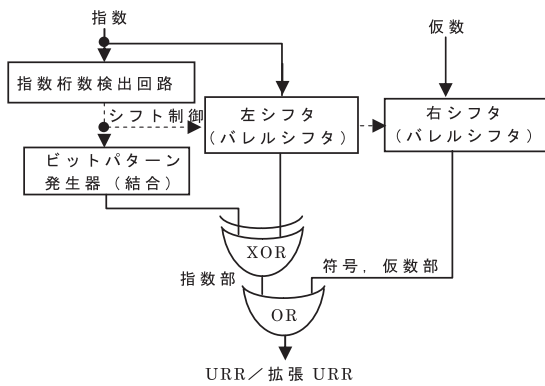 指数
仮数
指数桁数検出回路
シフト制御
左シフタ
(バレルシフタ)
右シフタ
(バレルシフタ)
ビットパターン
発生器(結合)
XOR
指数部
符号,仮数部
OR
URR/拡張 URR